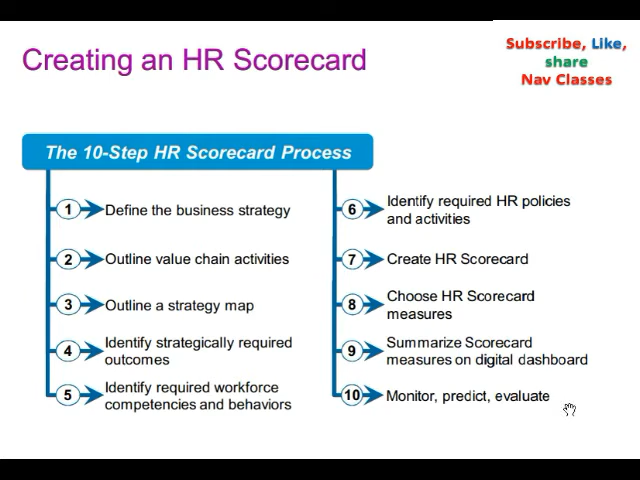 Creating an HR Scorecard
Subscribe, Like,
share
Nav Classes
The 10-Step HR Scorecard Process
1 Define the business strategy
2 Outline value chain activities
3 Outline a strategy map
4 Identify strategically required
outcomes
5 Identify required workforce
competencies and behaviors
6 Identify required HR policies
and activities
7 Create HR Scorecard
8 Choose HR Scorecard
measures
9 Summarize Scorecard
measures on digital dashboard
10 Monitor, predict, evaluate